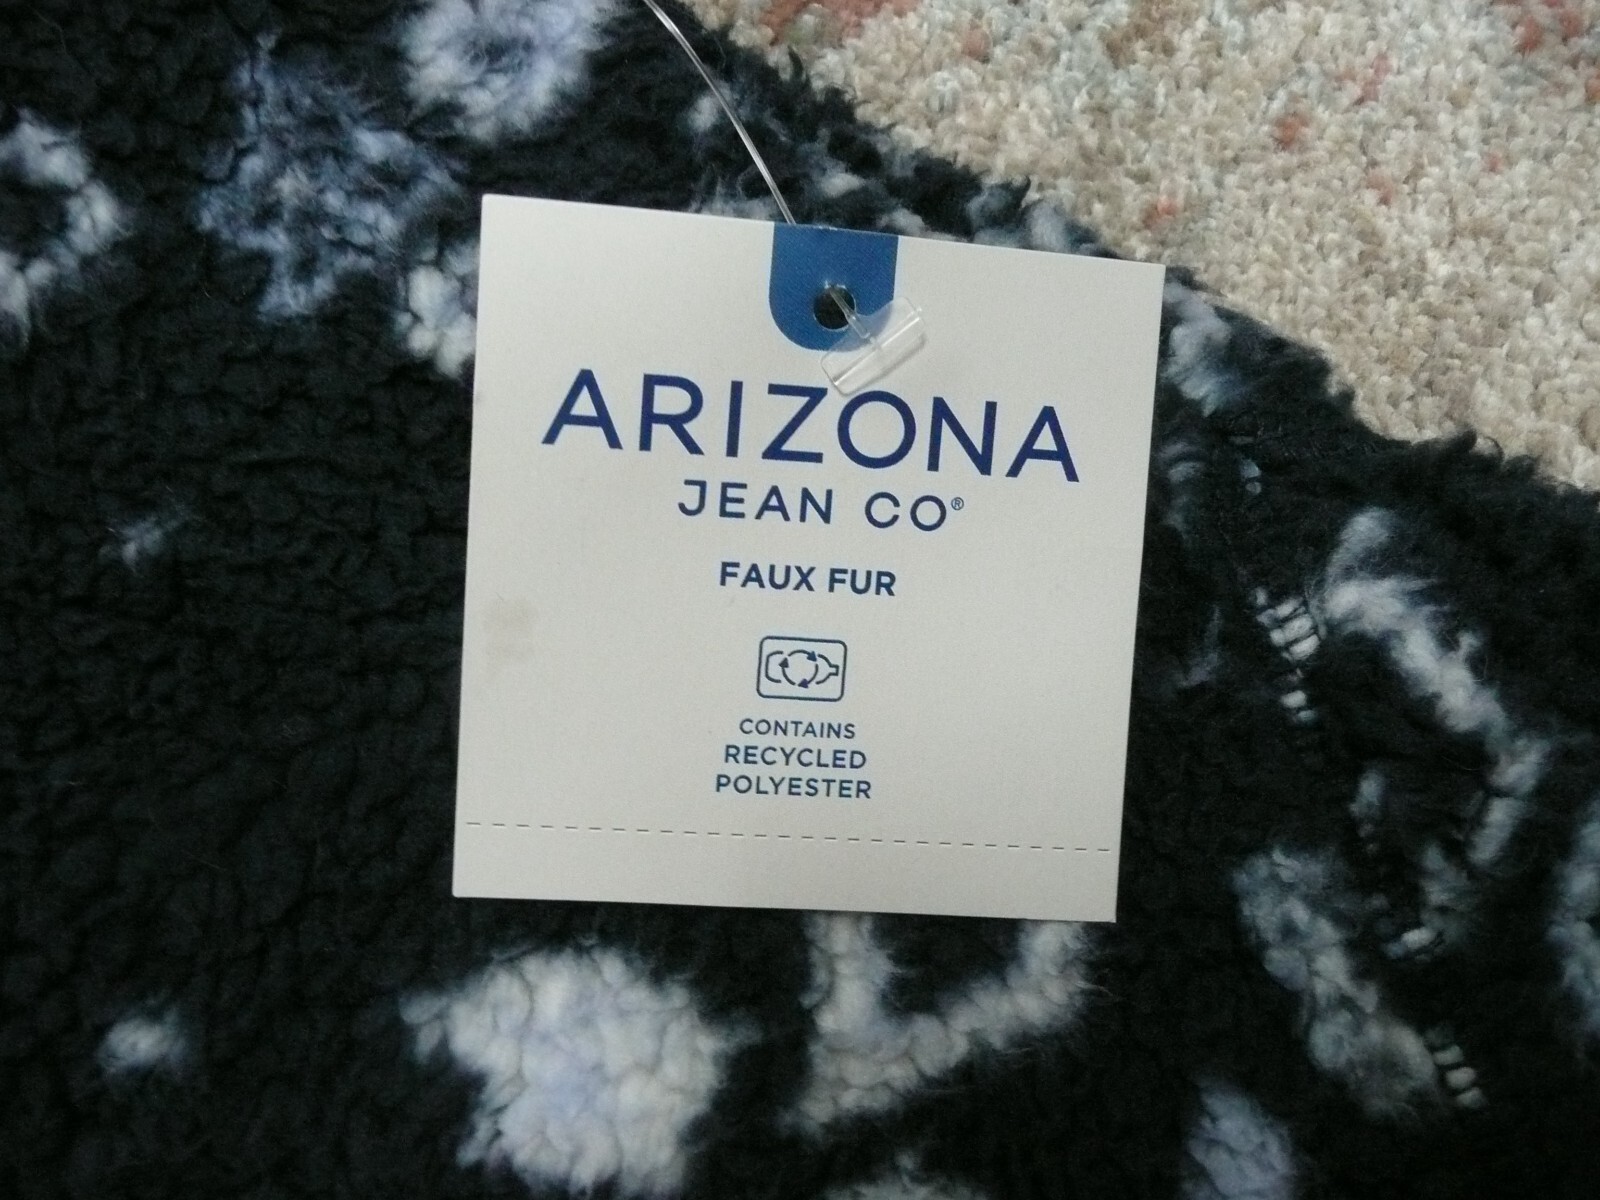 ARIZONA
JEAN CO®
FAUX FUR
CONTAINS
RECYCLED
POLYESTER